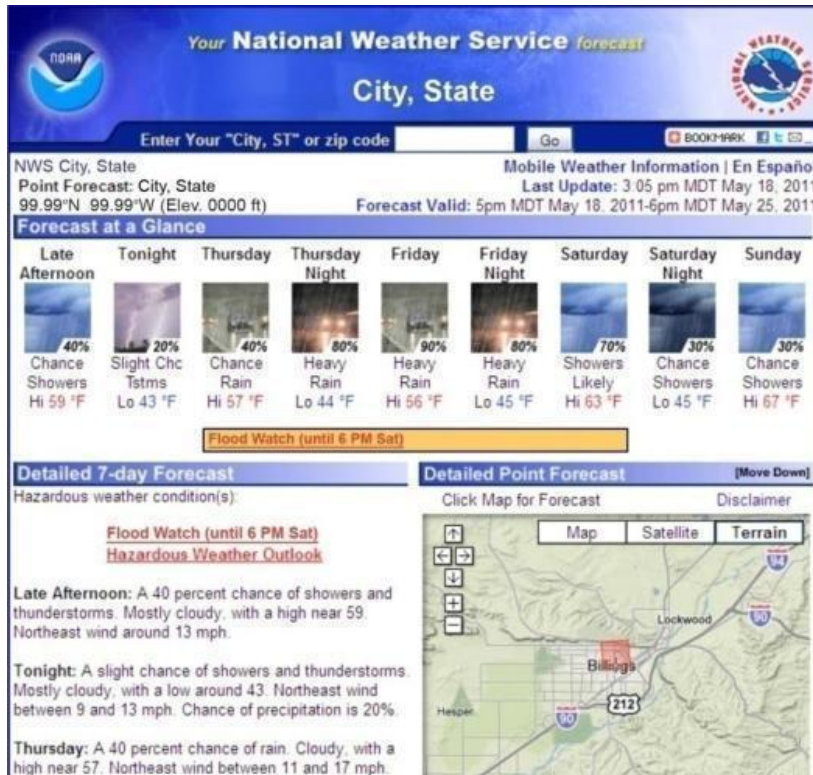 NOAA
Your National Weather Service forecast
NATIONAL WEATHER SERVICE
City, State
Enter Your "City, ST" or zip code
Go
BOOKMARK
NWS City, State
Mobile Weather Information | En Españo
Point Forecast: City, State
Last Update: 3:05 pm MDT May 18, 2011
99.99°N 99.99°W (Elev. 0000 ft)
Forecast Valid: 5pm MDT May 18, 2011-6pm MDT May 25, 2011
Forecast at a Glance
Late Afternoon
40%
Chance Showers
Hi 59 °F
Tonight
20%
Slight Chc Tstms
Lo 43 °F
Thursday
40%
Chance Rain
Hi 57 °F
Thursday Night
80%
Heavy Rain
Lo 44 °F
Friday
90%
Heavy Rain
Hi 56 °F
Friday Night
80%
Heavy Rain
Lo 45 °F
Saturday
70%
Showers Likely
Hi 63 °F
Saturday Night
30%
Chance Showers
Lo 45 °F
Sunday
30%
Chance Showers
Hi 67 °F
Flood Watch (until 6 PM Sat)
Detailed 7-day Forecast
Hazardous weather condition(s):
Flood Watch (until 6 PM Sat)
Hazardous Weather Outlook
Late Afternoon: A 40 percent chance of showers and
thunderstorms. Mostly cloudy, with a high near 59.
Northeast wind around 13 mph.
Tonight: A slight chance of showers and thunderstorms.
Mostly cloudy, with a low around 43. Northeast wind
between 9 and 13 mph. Chance of precipitation is 20%.
Thursday: A 40 percent chance of rain. Cloudy, with a
high near 57. Northeast wind between 11 and 17 mph.
Detailed Point Forecast
[Move Down]
Click Map for Forecast
Disclaimer
Map
Satellite
Terrain
94
Lockwood
90
Billings
212
Hesper
90